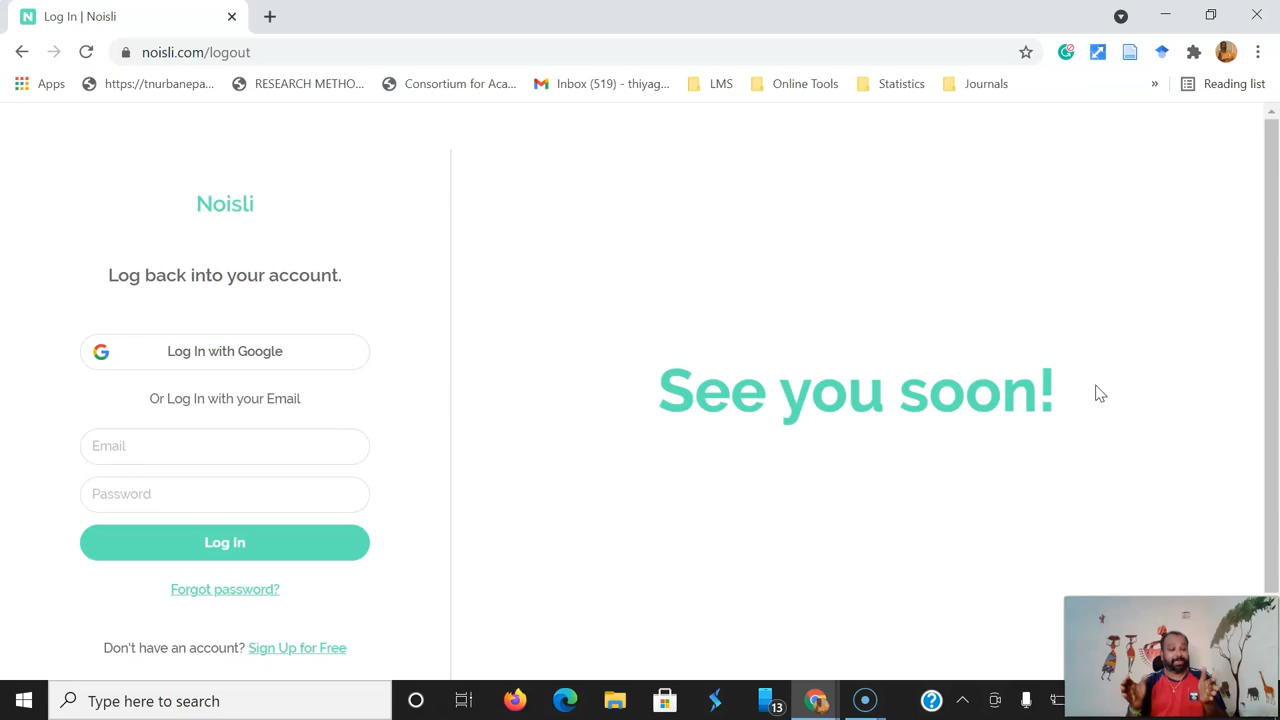 N Log In | Noisli
noisli.com/logout
Apps https://tnurbanepa... RESEARCH METHO... Consortium for Aca... Inbox (519) - thiyag... LMS Online Tools Statistics Journals » Reading list
Noisli
Log back into your account.
Log In with Google
Or Log In with your Email
Email
Password
Log In
Forgot password?
Don't have an account? Sign Up for Free
See you soon!
Type here to search
13